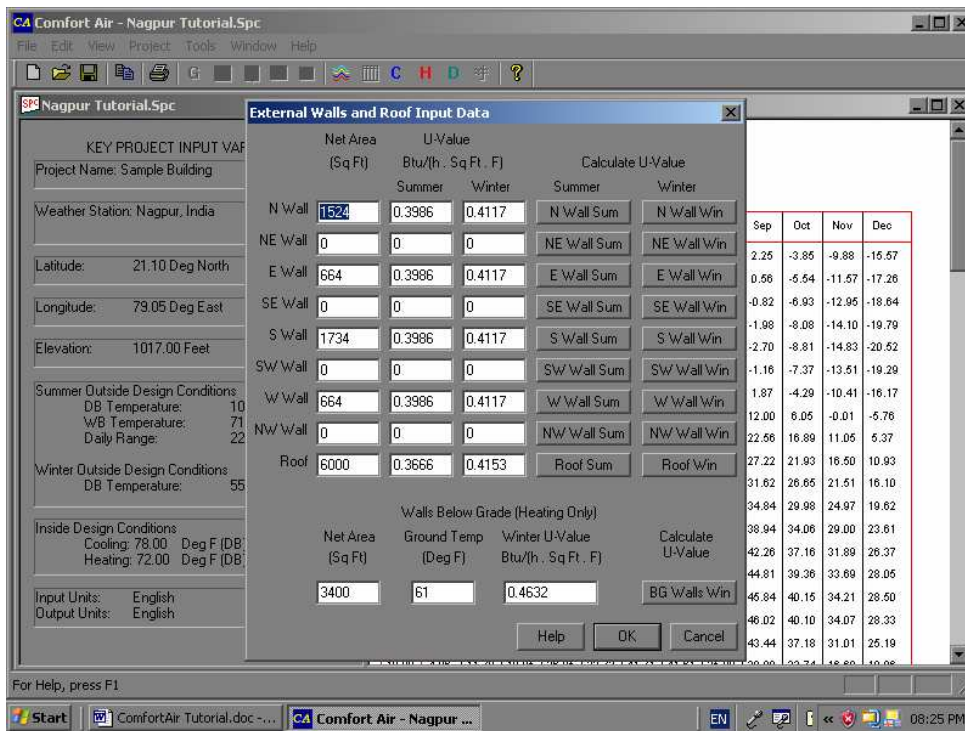 CA Comfort Air - Nagpur Tutorial.Spc
File Edit View Project Tools Window Help
G C H D ?
SPC Nagpur Tutorial.Spc
KEY PROJECT INPUT VAR
Project Name: Sample Building
Weather Station: Nagpur, India
Latitude: 21.10 Deg North
Longitude: 79.05 Deg East
Elevation: 1017.00 Feet
Summer Outside Design Conditions
DB Temperature: 10
WB Temperature: 71
Daily Range: 22
Winter Outside Design Conditions
DB Temperature: 55
Inside Design Conditions
Cooling: 78.00 Deg F (DB)
Heating: 72.00 Deg F (DB)
Input Units: English
Output Units: English
External Walls and Roof Input Data
Net Area U-Value
(Sq Ft) Btu/(h . Sq Ft . F) Calculate U-Value
Summer Winter Summer Winter
N Wall 1524 0.3986 0.4117 N Wall Sum N Wall Win
NE Wall 0 0 0 NE Wall Sum NE Wall Win
E Wall 664 0.3986 0.4117 E Wall Sum E Wall Win
SE Wall 0 0 0 SE Wall Sum SE Wall Win
S Wall 1734 0.3986 0.4117 S Wall Sum S Wall Win
SW Wall 0 0 0 SW Wall Sum SW Wall Win
W Wall 664 0.3986 0.4117 W Wall Sum W Wall Win
NW Wall 0 0 0 NW Wall Sum NW Wall Win
Roof 6000 0.3666 0.4153 Roof Sum Roof Win
Walls Below Grade (Heating Only)
Net Area Ground Temp Winter U-Value Calculate
(Sq Ft) (Deg F) Btu/(h . Sq Ft . F) U-Value
3400 61 0.4632 BG Walls Win
Help OK Cancel
Sep Oct Nov Dec
2.25 -3.85 -9.88 -15.57
0.56 -5.54 -11.57 -17.26
-0.82 -6.93 -12.95 -18.64
-1.98 -8.08 -14.10 -19.79
-2.70 -8.81 -14.83 -20.52
-1.16 -7.37 -13.51 -19.29
1.87 -4.29 -10.41 -16.17
12.00 6.05 -0.01 -5.76
22.56 16.89 11.05 5.37
27.22 21.93 16.50 10.93
31.62 26.65 21.51 16.10
34.84 29.98 24.97 19.62
38.94 34.06 29.00 23.61
42.26 37.16 31.89 26.37
44.81 39.36 33.69 28.05
45.84 40.15 34.21 28.50
46.02 40.10 34.07 28.33
43.44 37.18 31.01 25.19
For Help, press F1
Start ComfortAir Tutorial.doc -... CA Comfort Air - Nagpur ... EN « 08:25 PM